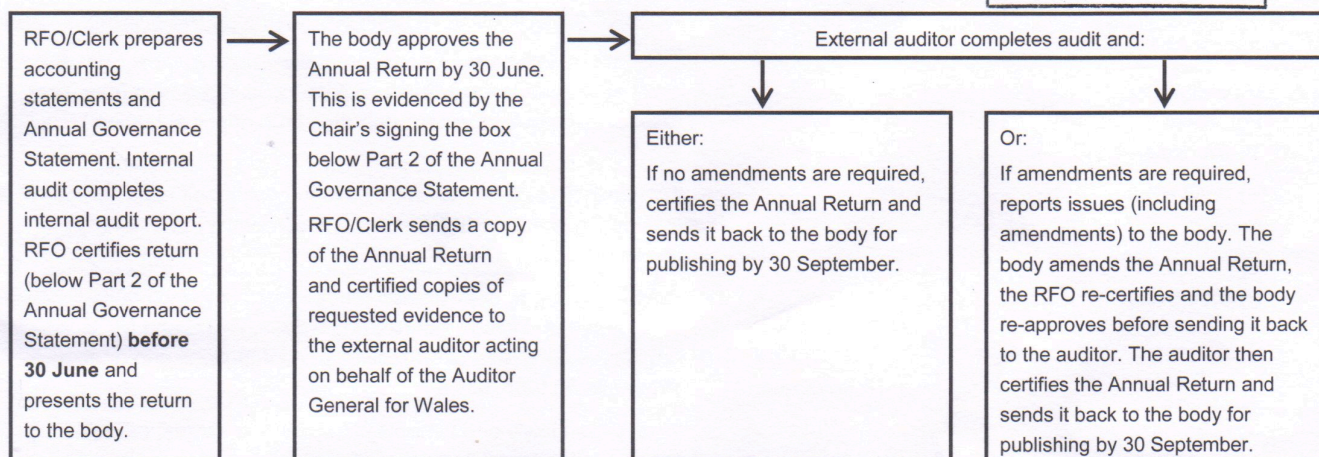 RFO/Clerk prepares
accounting
statements and
Annual Governance
Statement. Internal
audit completes
internal audit report.
RFO certifies return
(below Part 2 of the
Annual Governance
Statement) before
30 June and
presents the return
to the body.
The body approves the
Annual Return by 30 June.
This is evidenced by the
Chair's signing the box
below Part 2 of the Annual
Governance Statement.
RFO/Clerk sends a copy
of the Annual Return
and certified copies of
requested evidence to
the external auditor acting
on behalf of the Auditor
General for Wales.
External auditor completes audit and:
Either:
If no amendments are required,
certifies the Annual Return and
sends it back to the body for
publishing by 30 September.
Or:
If amendments are required,
reports issues (including
amendments) to the body. The
body amends the Annual Return,
the RFO re-certifies and the body
re-approves before sending it back
to the auditor. The auditor then
certifies the Annual Return and
sends it back to the body for
publishing by 30 September.